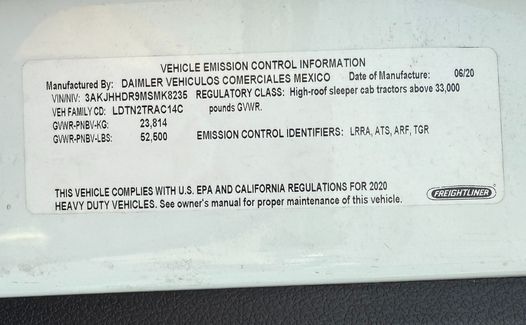 VEHICLE EMISSION CONTROL INFORMATION
Manufactured By: DAIMLER VEHICULOS COMERCIALES MEXICO Date of Manufacture: 06/20
VIN/NIV: 3AKJHHDR9MSMK8235 REGULATORY CLASS: High-roof sleeper cab tractors above 33,000
VEH FAMILY CD: LDTN2TRAC14C pounds GVWR.
GVWR-PNBV-KG: 23,814
GVWR-PNBV-LBS: 52,500 EMISSION CONTROL IDENTIFIERS: LRRA, ATS, ARF, TGR
THIS VEHICLE COMPLIES WITH U.S. EPA AND CALIFORNIA REGULATIONS FOR 2020
HEAVY DUTY VEHICLES. See owner's manual for proper maintenance of this vehicle.
FREIGHTLINER